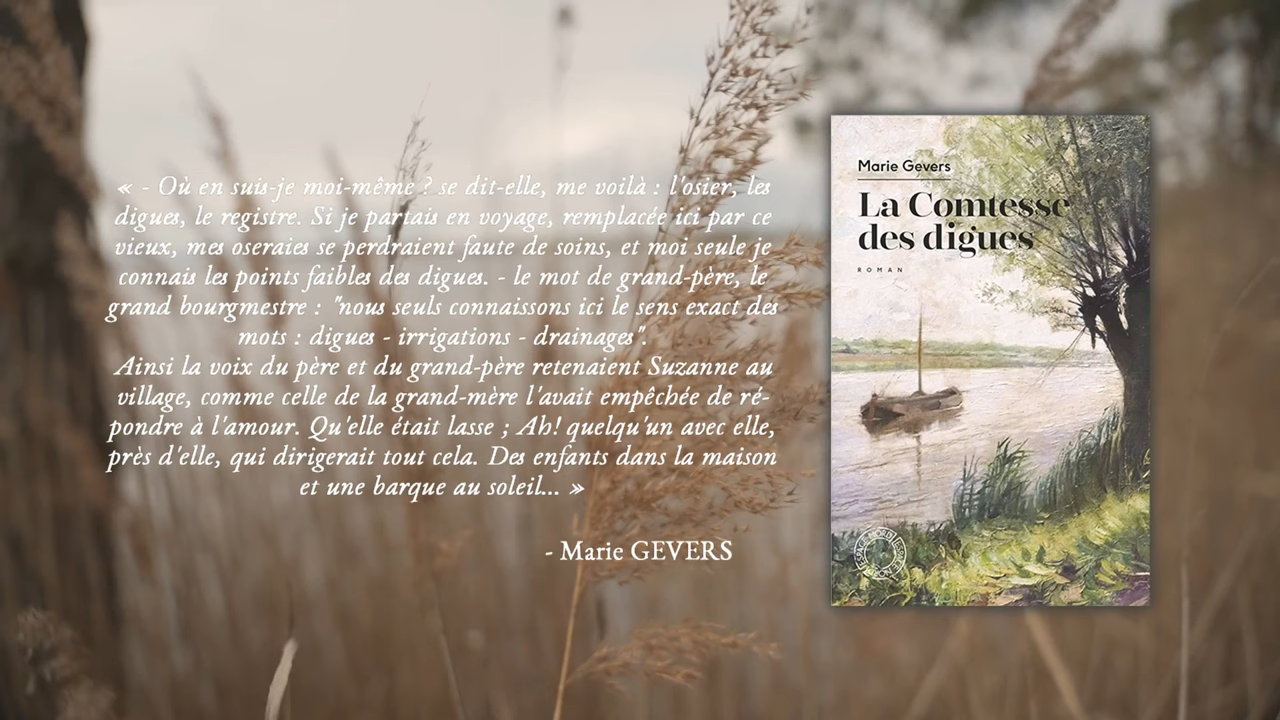 « - Où en suis-je moi-même ? se dit-elle, me voilà : l'osier, les
digues, le registre. Si je partais en voyage, remplacée ici par ce
vieux, mes oseraies se perdraient faute de soins, et moi seule je
connais les points faibles des digues. - le mot de grand-père, le
grand bourgmestre : "nous seuls connaissons ici le sens exact des
mots : digues - irrigations - drainages".
Ainsi la voix du père et du grand-père retenaient Suzanne au
village, comme celle de la grand-mère l'avait empêchée de ré-
pondre à l'amour. Qu'elle était lasse ; Ah! quelqu'un avec elle,
près d'elle, qui dirigerait tout cela. Des enfants dans la maison
et une barque au soleil... »
- Marie GEVERS
Marie Gevers
La Comtesse
des digues
ROMAN
ESPACE NORD ESPACE NORD